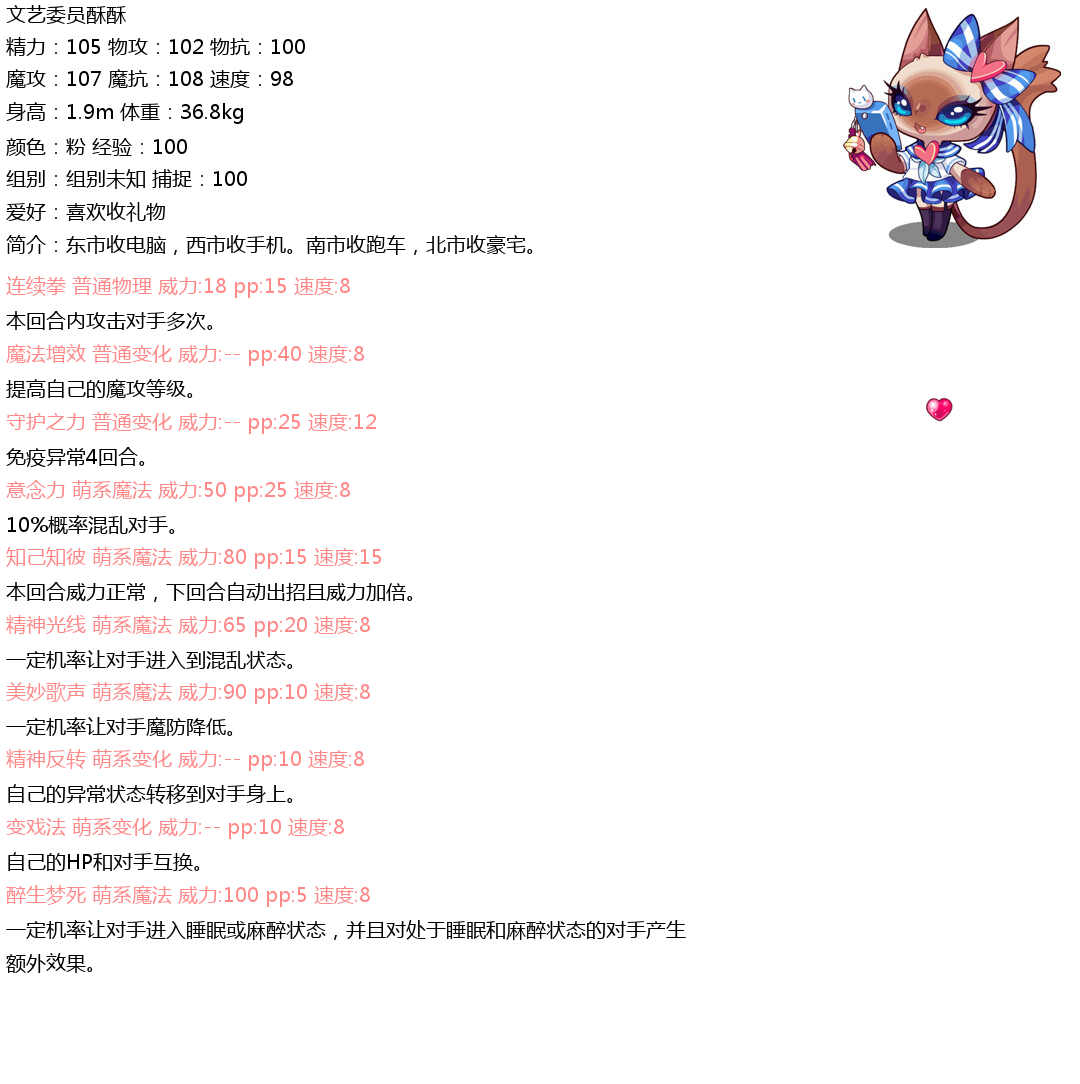 文艺委员酥酥
精力：105 物攻：102 物抗：100
魔攻：107 魔抗：108 速度：98
身高：1.9m 体重：36.8kg
颜色：粉 经验：100
组别：组别未知 捕捉：100
爱好：喜欢收礼物
简介：东市收电脑，西市收手机。南市收跑车，北市收豪宅。
连续拳 普通物理 威力:18 pp:15 速度:8
本回合内攻击对手多次。
魔法增效 普通变化 威力:-- pp:40 速度:8
提高自己的魔攻等级。
守护之力 普通变化 威力:-- pp:25 速度:12
免疫异常4回合。
意念力 萌系魔法 威力:50 pp:25 速度:8
10%概率混乱对手。
知己知彼 萌系魔法 威力:80 pp:15 速度:15
本回合威力正常，下回合自动出招且威力加倍。
精神光线 萌系魔法 威力:65 pp:20 速度:8
一定机率让对手进入到混乱状态。
美妙歌声 萌系魔法 威力:90 pp:10 速度:8
一定机率让对手魔防降低。
精神反转 萌系变化 威力:-- pp:10 速度:8
自己的异常状态转移到对手身上。
变戏法 萌系变化 威力:-- pp:10 速度:8
自己的HP和对手互换。
醉生梦死 萌系魔法 威力:100 pp:5 速度:8
一定机率让对手进入睡眠或麻醉状态，并且对处于睡眠和麻醉状态的对手产生
额外效果。